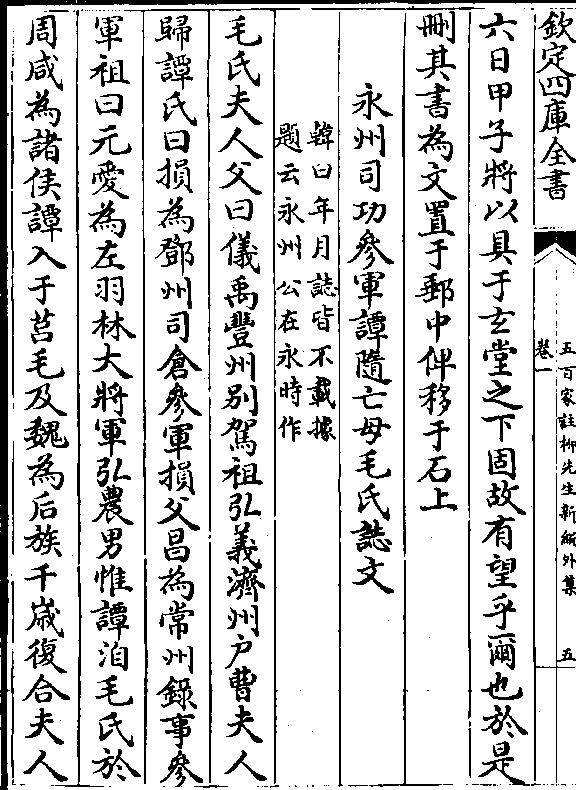 欽定四庫全書
五百家註柳先生新編外集 五
卷一
六日甲子將以具于玄堂之下固故有望乎爾也於是
刪其書為文置于郵中俾移于石上
永州司功參軍譚隨亡母毛氏誌文
韓曰年月誌皆不載據
題云永州公在永時作
毛氏夫人父曰儀禹豐州别駕祖弘義濟州户曹夫人
歸譚氏曰損為鄧州司倉參軍損父昌為常州錄事參
軍祖曰元愛為左羽林大將軍弘農男惟譚洎毛氏於
周咸為諸侯譚入于莒毛及魏為后族千嵗復合夫人